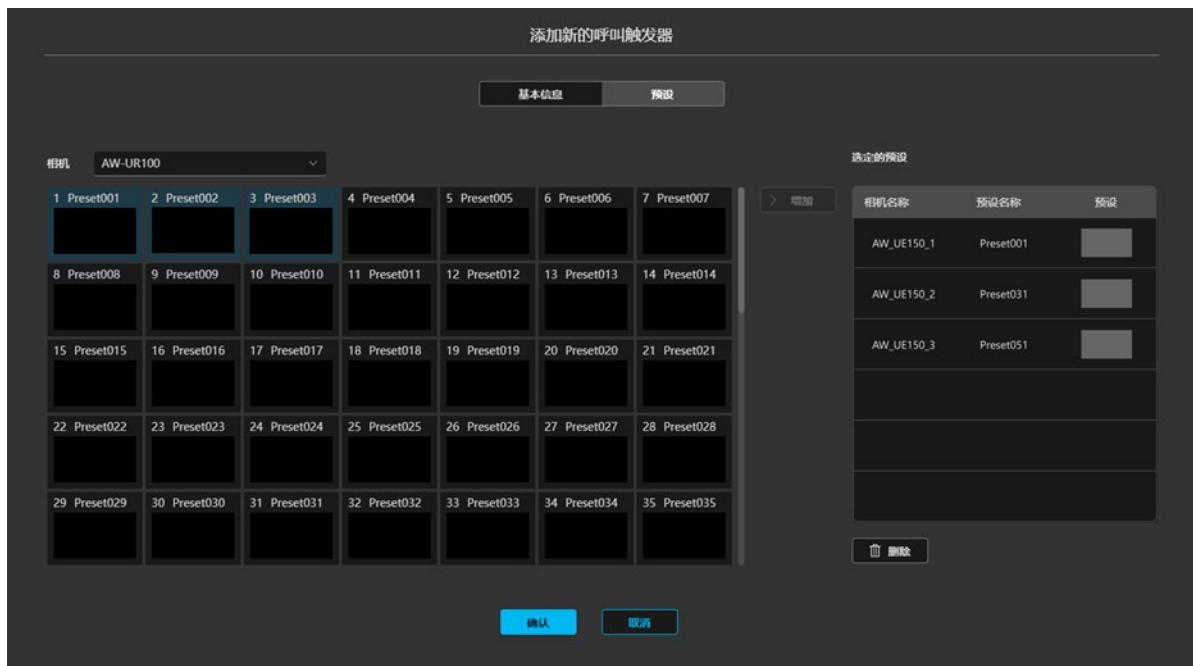 添加新的呼叫触发器
基本信息 预设
相机 AW-UR100
选定的预设
1 Preset001 2 Preset002 3 Preset003 4 Preset004 5 Preset005 6 Preset006 7 Preset007
> 增加
相机名称 预设名称 预设
AW_UE150_1 Preset001
8 Preset008 9 Preset009 10 Preset010 11 Preset011 12 Preset012 13 Preset013 14 Preset014
AW_UE150_2 Preset031
15 Preset015 16 Preset016 17 Preset017 18 Preset018 19 Preset019 20 Preset020 21 Preset021
AW_UE150_3 Preset051
22 Preset022 23 Preset023 24 Preset024 25 Preset025 26 Preset026 27 Preset027 28 Preset028
29 Preset029 30 Preset030 31 Preset031 32 Preset032 33 Preset033 34 Preset034 35 Preset035
删除
确认 取消